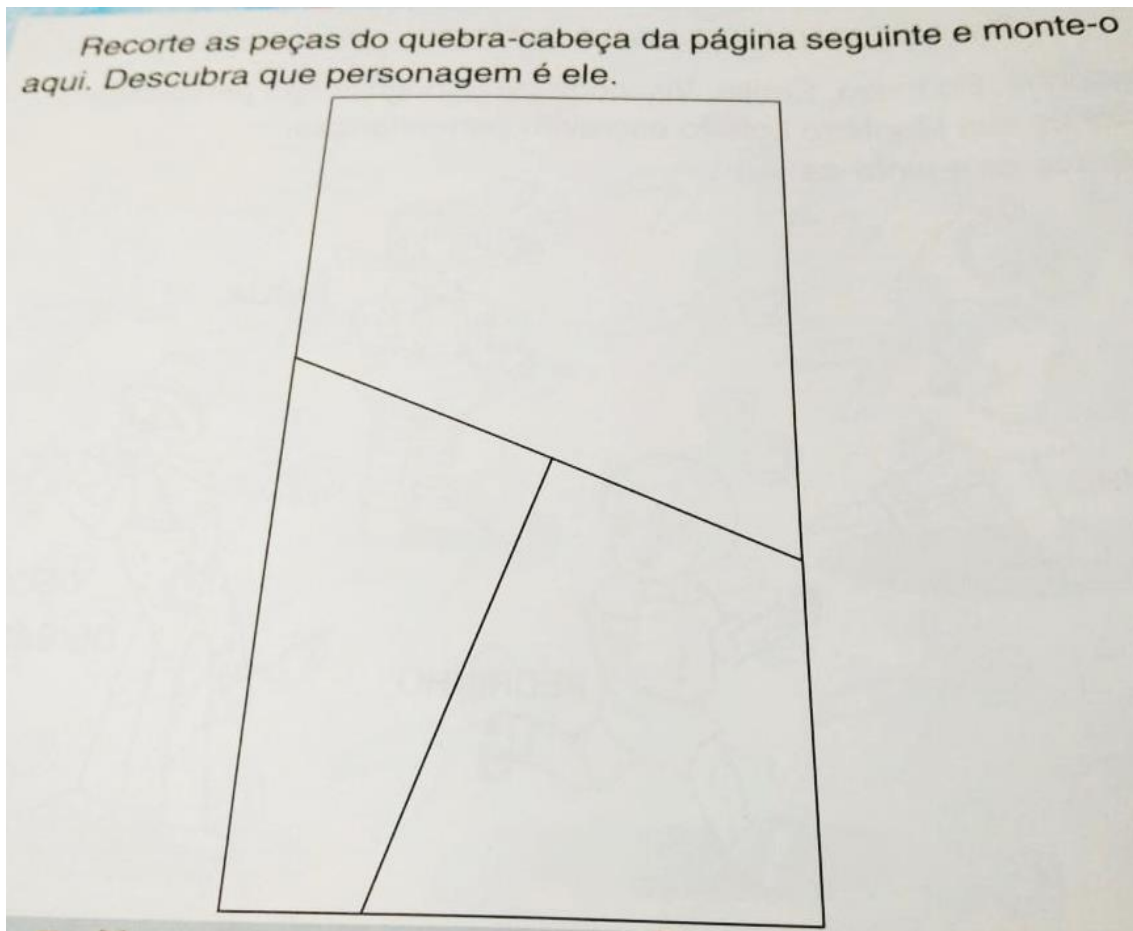 Recorte as peças do quebra-cabeça da página seguinte e monte-o
aqui. Descubra que personagem é ele.